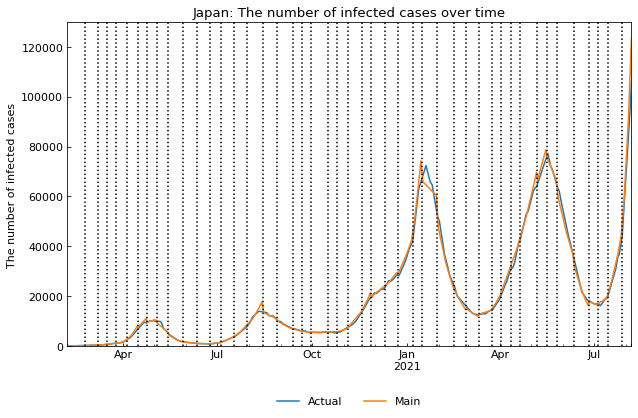 Japan: The number of infected cases over time
The number of infected cases
120000
100000
80000
60000
40000
20000
0
Apr Jul Oct Jan Apr Jul
2021
Actual Main